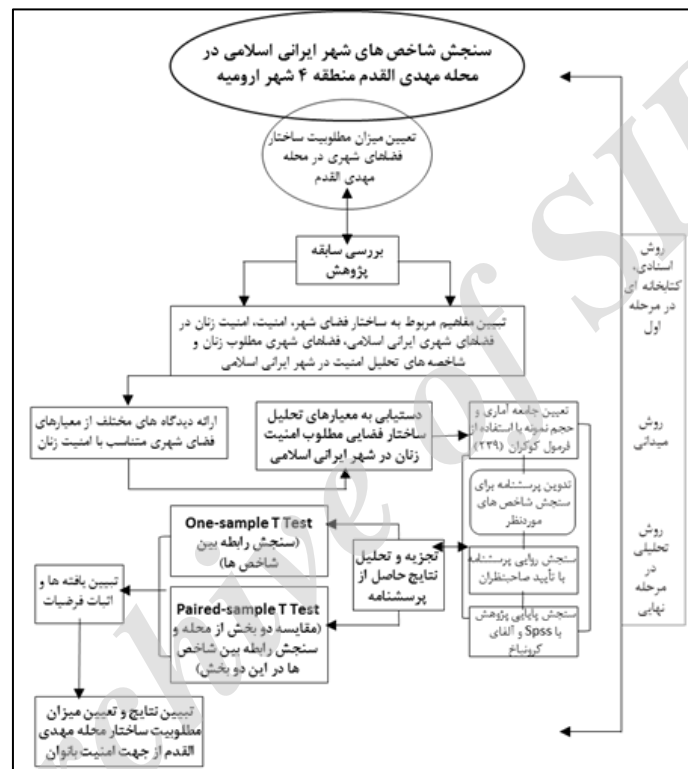 سنجش شاخص های شهر ایرانی اسلامی در
محله مهدی القدم منطقه ۴ شهر ارومیه
تعیین میزان مطلوبیت ساختار
فضاهای شهری در محله
مهدی القدم
بررسی سابقه
پژوهش
تبیین مفاهیم مربوط به ساختار فضای شهر، امنیت، امنیت زنان در
فضاهای شهری ایرانی اسلامی، فضاهای شهری مطلوب زنان و
شاخصه های تحلیل امنیت در شهر ایرانی اسلامی
ارائه دیدگاه های مختلف از معیارهای
فضای شهری متناسب با امنیت زنان
دستیابی به معیارهای تحلیل
ساختار فضایی مطلوب امنیت
زنان در شهر ایرانی اسلامی
تعیین جامعه آماری و
حجم نمونه با استفاده از
فرمول کوکران (۲۳۹)
تدوین پرسشنامه برای
سنجش شاخص های
موردنظر
سنجش روایی پرسشنامه
با تأیید صاحبنظران
سنجش پایایی پژوهش
با Spss و آلفای
کرونباخ
تجزیه و تحلیل
نتایج حاصل از
پرسشنامه
One-sample T Test
(سنجش رابطه بین
شاخص ها)
Paired-sample T Test
(مقایسه دو بخش از محله و
سنجش رابطه بین شاخص
ها در این دو بخش)
تبیین یافته ها و
اثبات فرضیات
تبیین نتایج و تعیین میزان
مطلوبیت ساختار محله مهدی
القدم از جهت امنیت بانوان
روش
اسنادی،
کتابخانه ای
در مرحله
اول
روش
میدانی
روش
تحلیلی
در
مرحله
نهایی
chive of SI